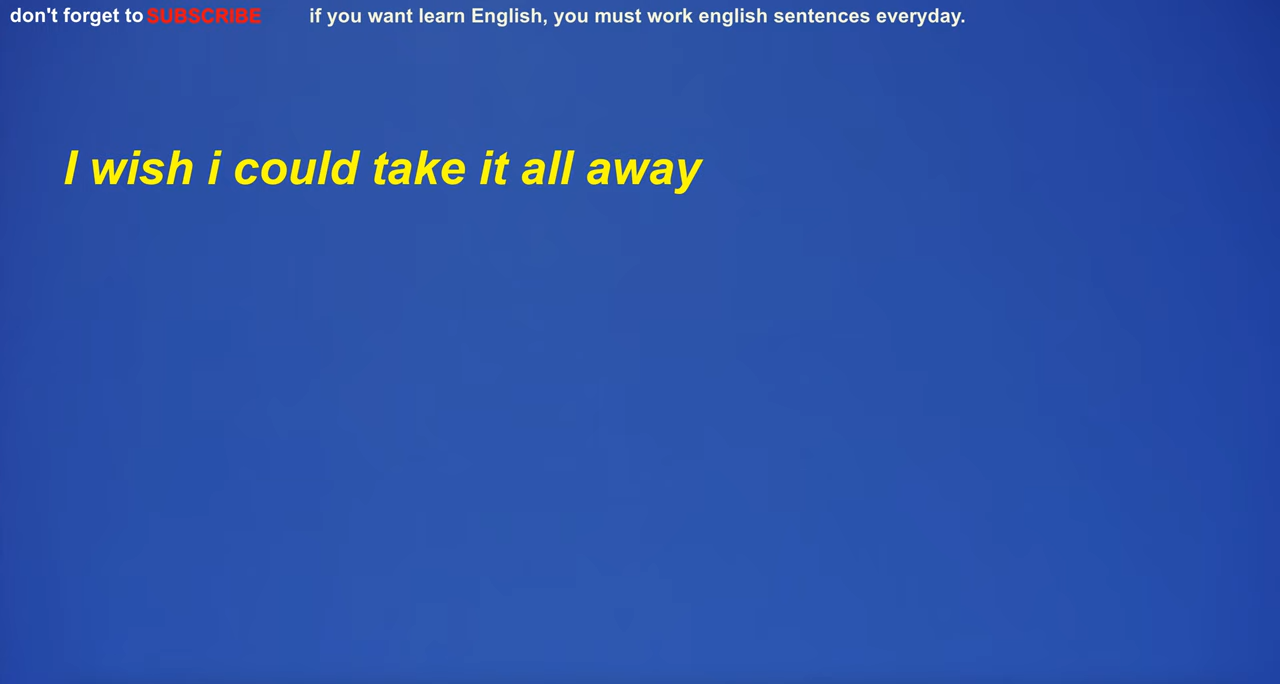 don't forget to SUBSCRIBE if you want learn English, you must work english sentences everyday.
I wish i could take it all away